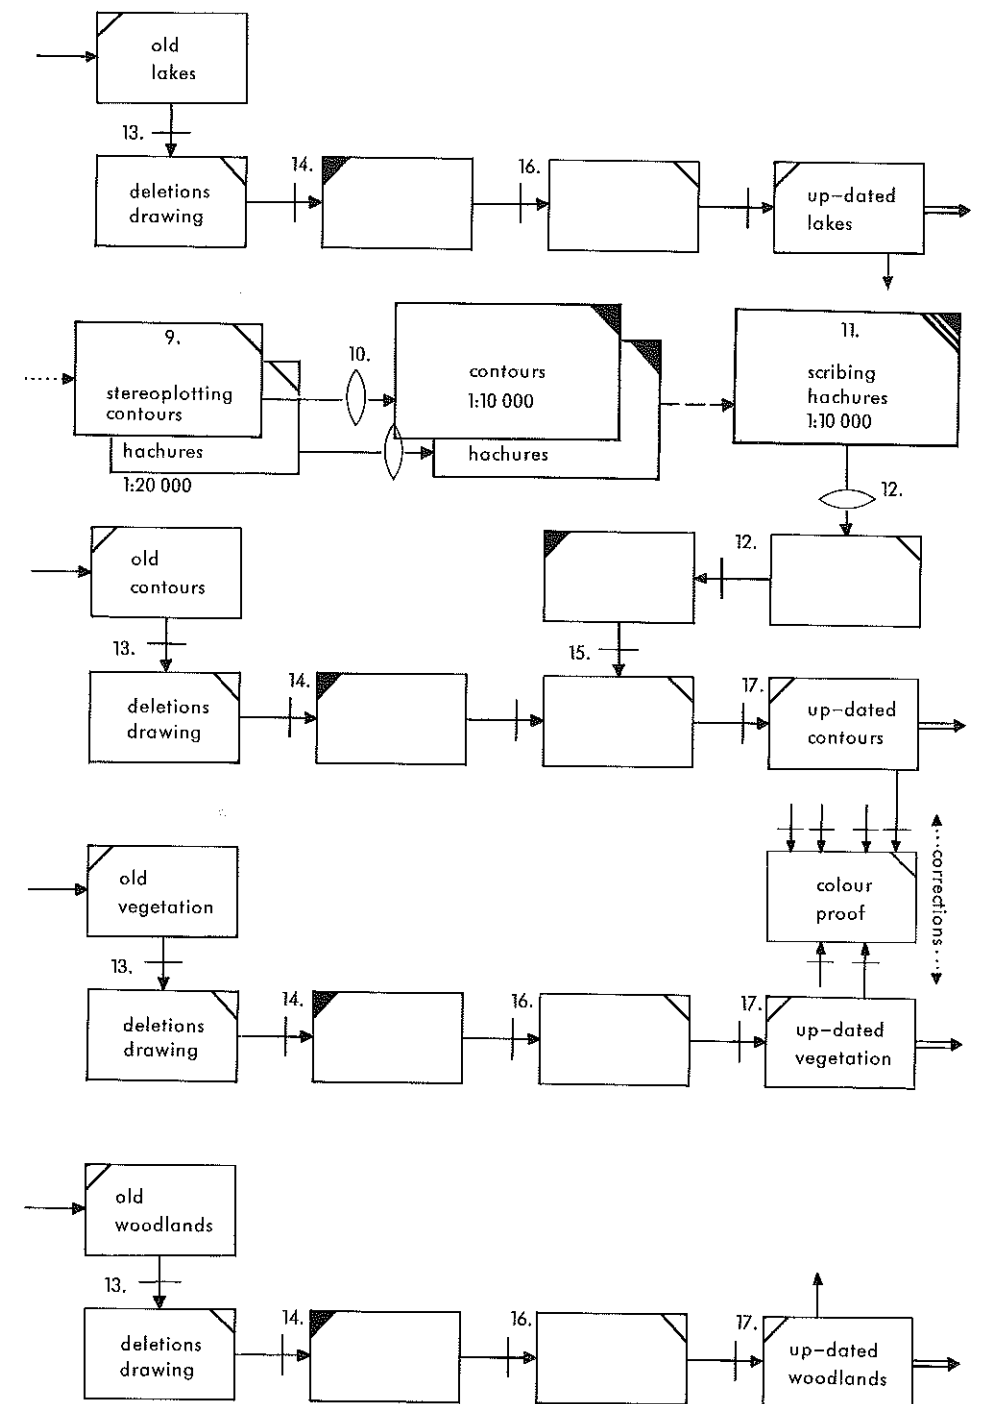 old
lakes
13.
deletions
drawing
14.
16.
up-dated
lakes
9.
stereoplotting
contours
hachures
1:20 000
10.
contours
1:10 000
hachures
11.
scribing
hachures
1:10 000
12.
old
contours
12.
13.
deletions
drawing
14.
15.
17.
up-dated
contours
colour
proof
...corrections...
old
vegetation
13.
deletions
drawing
14.
16.
17.
up-dated
vegetation
old
woodlands
13.
deletions
drawing
14.
16.
17.
up-dated
woodlands